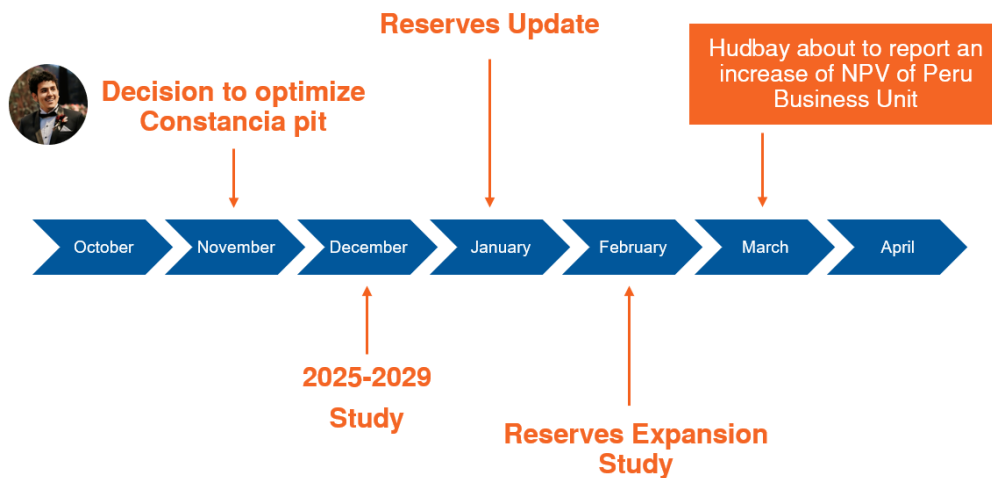 Reserves Update
Hudbay about to report an
increase of NPV of Peru
Business Unit
Decision to optimize
Constancia pit
October
November
December
January
February
March
April
2025-2029
Study
Reserves Expansion
Study